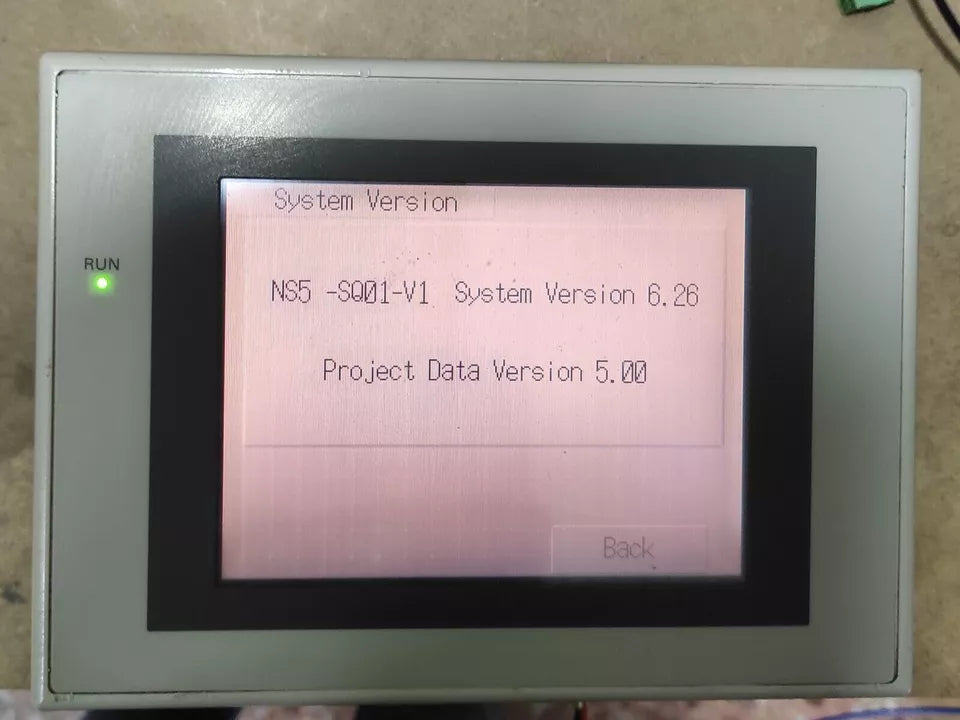 System Version
RUN
NS5 -SQ01-V1 System Version 6.26
Project Data Version 5.00
Back